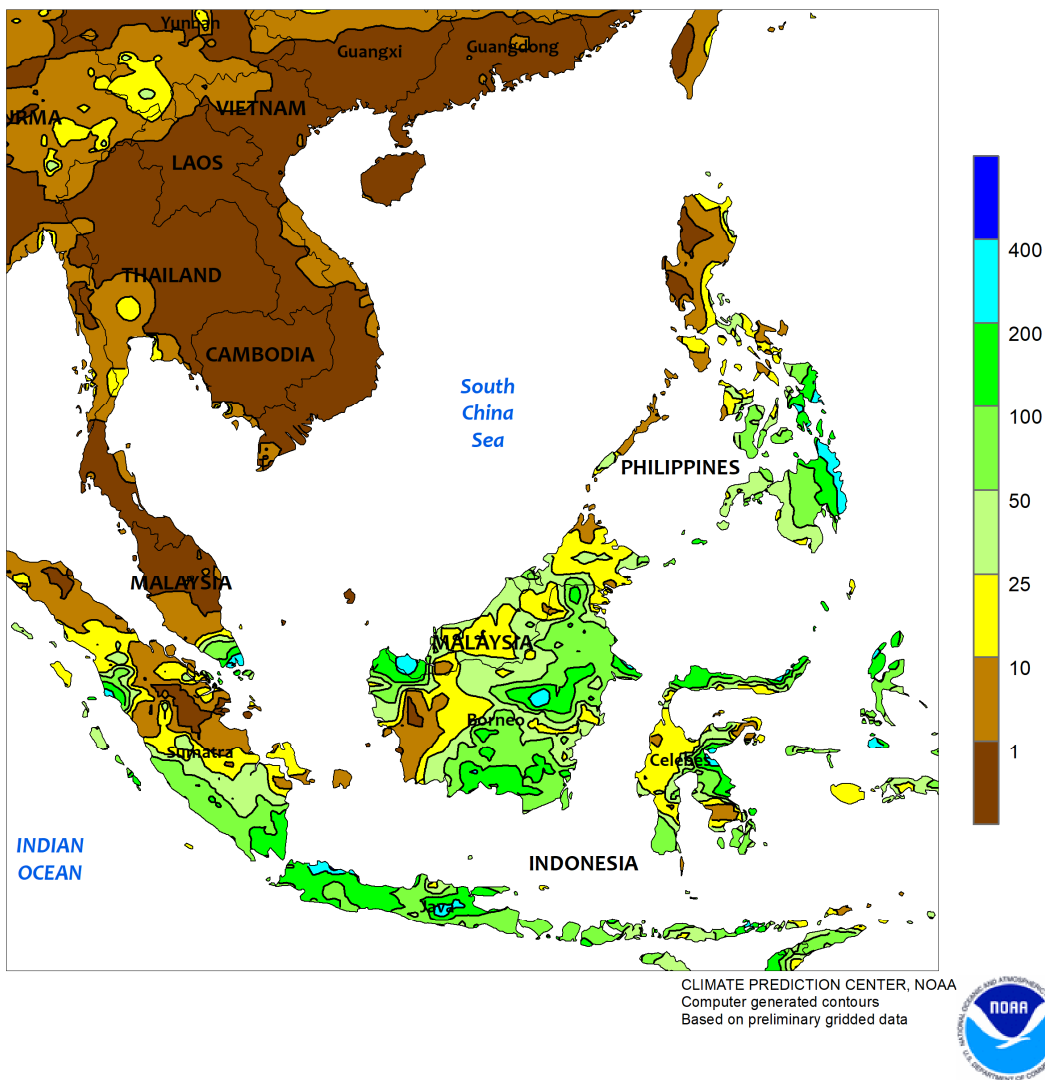 Yunnan
Guangxi
Guangdong
VIETNAM
URMA
LAOS
THAILAND
CAMBODIA
South
China
Sea
PHILIPPINES
MALAYSIA
MALAYSIA
Borneo
Sumatra
Celebes
INDIAN
OCEAN
INDONESIA
Java
400
200
100
50
25
10
1
CLIMATE PREDICTION CENTER, NOAA
Computer generated contours
Based on preliminary gridded data
NOAA